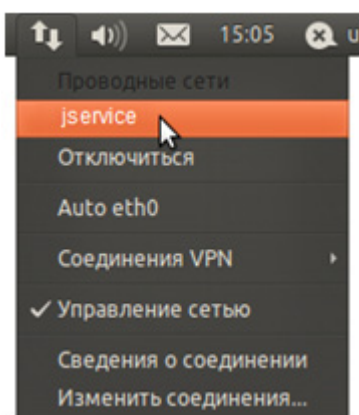 15:05 u
Проводные сети
jservice
Отключиться
Auto eth0
Соединения VPN
Управление сетью
Сведения о соединении
Изменить соединения...